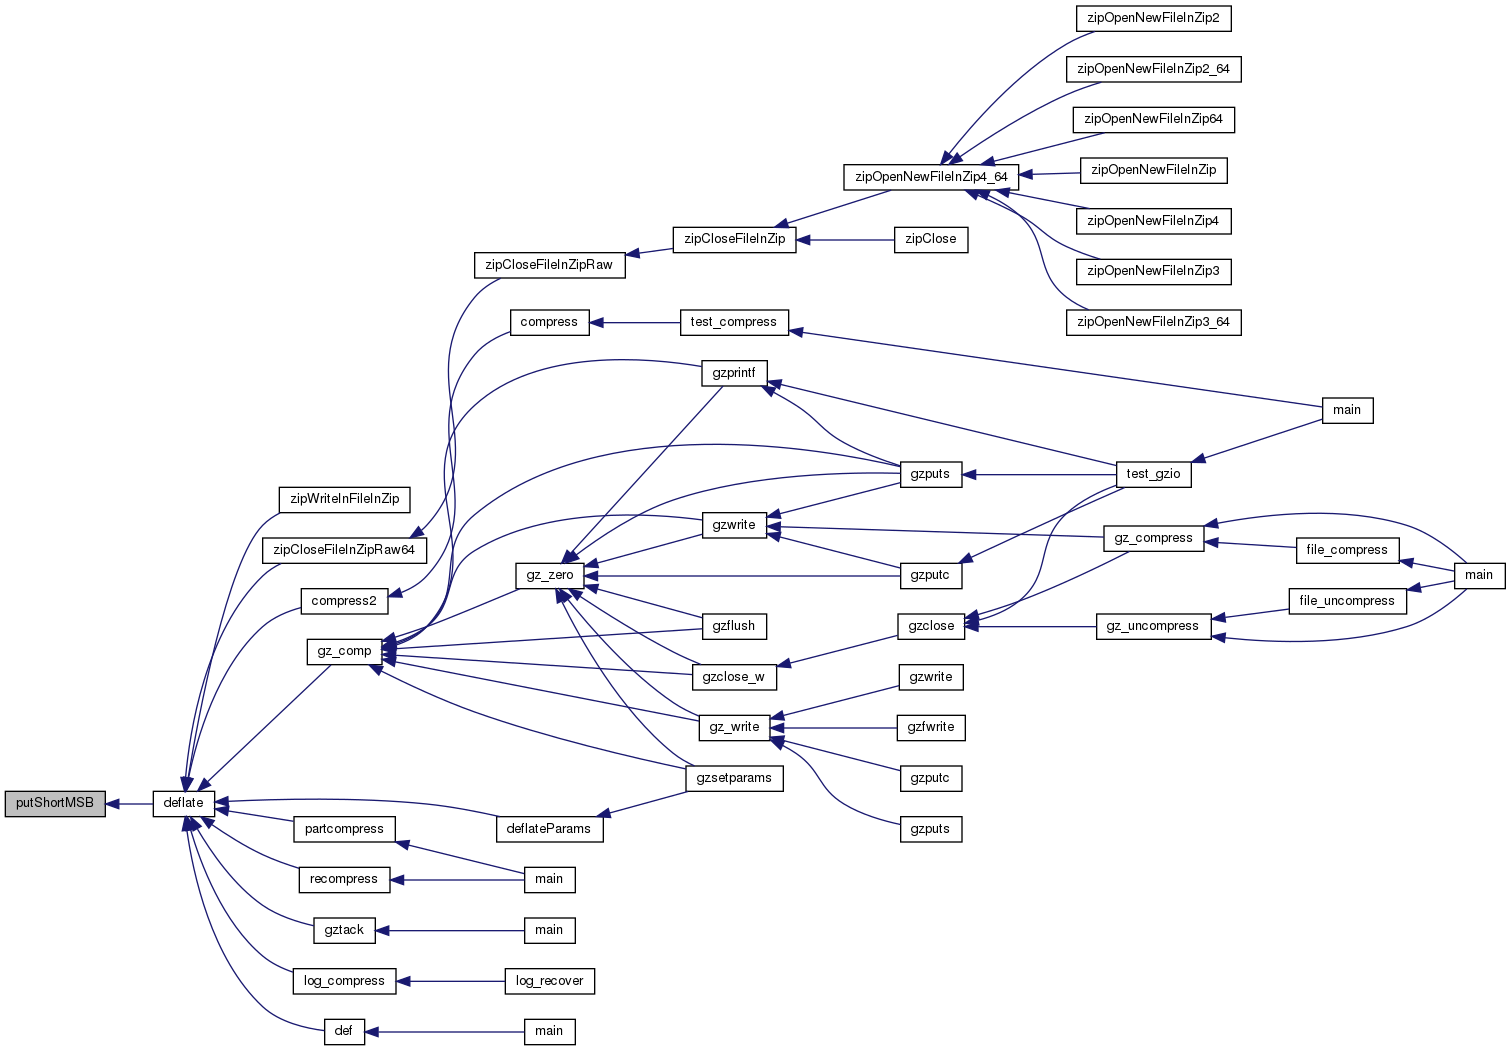 zipOpenNewFileInZip2
zipOpenNewFileInZip2_64
zipOpenNewFileInZip64
zipOpenNewFileInZip
zipOpenNewFileInZip4_64
zipOpenNewFileInZip4
zipCloseFileInZip
zipClose
zipCloseFileInZipRaw
zipOpenNewFileInZip3
compress
test_compress
zipOpenNewFileInZip3_64
gzprintf
main
gzputs
test_gzio
zipWriteInFileInZip
gzwrite
gz_compress
zipCloseFileInZipRaw64
file_compress
gz_zero
gzputc
main
compress2
file_uncompress
gzflush
gzclose
gz_uncompress
gz_comp
gzclose_w
gzwrite
gz_write
gzfwrite
gzsetparams
gzputc
putShortMSB
deflate
partcompress
deflateParams
gzputs
recompress
main
gztack
main
log_compress
log_recover
def
main